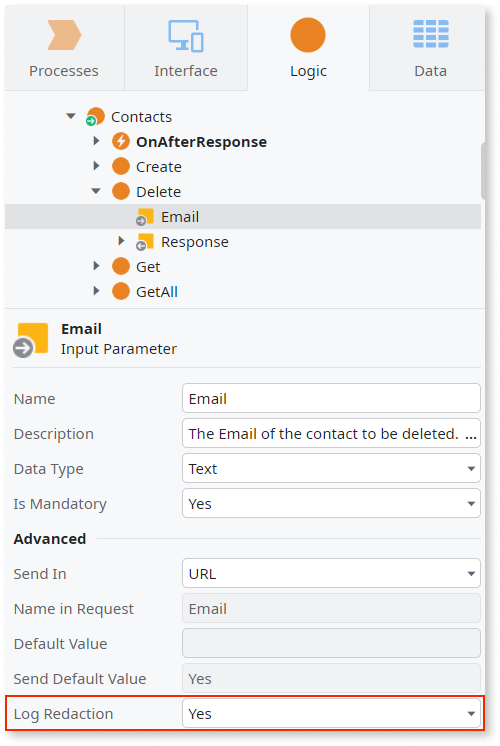 Processes Interface Logic Data
Contacts
OnAfterResponse
Create
Delete
Email
Response
Get
GetAll
Email
Input Parameter
Name Email
Description The Email of the contact to be deleted. ...
Data Type Text
Is Mandatory Yes
Advanced
Send In URL
Name in Request Email
Default Value
Send Default Value Yes
Log Redaction Yes